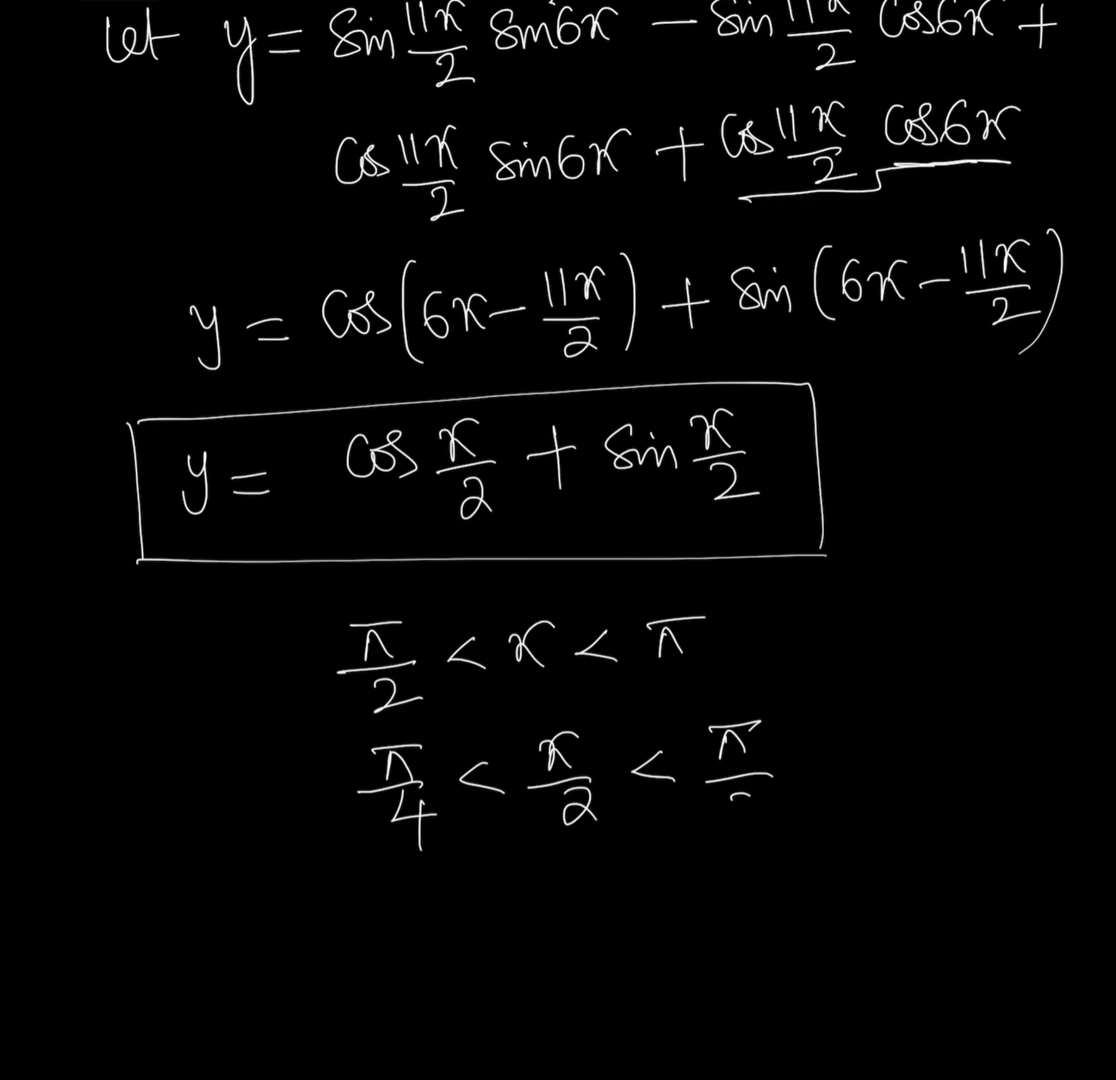 let y = Sin 11x/2 Sin6x − Sin 11x/2 Cos6x +
Cos 11x/2 Sin6x + Cos 11x/2 Cos6x
y = Cos(6x − 11x/2) + Sin(6x − 11x/2)
y = Cos x/2 + Sin x/2
π/2 < x < π
π/4 < x/2 < π/